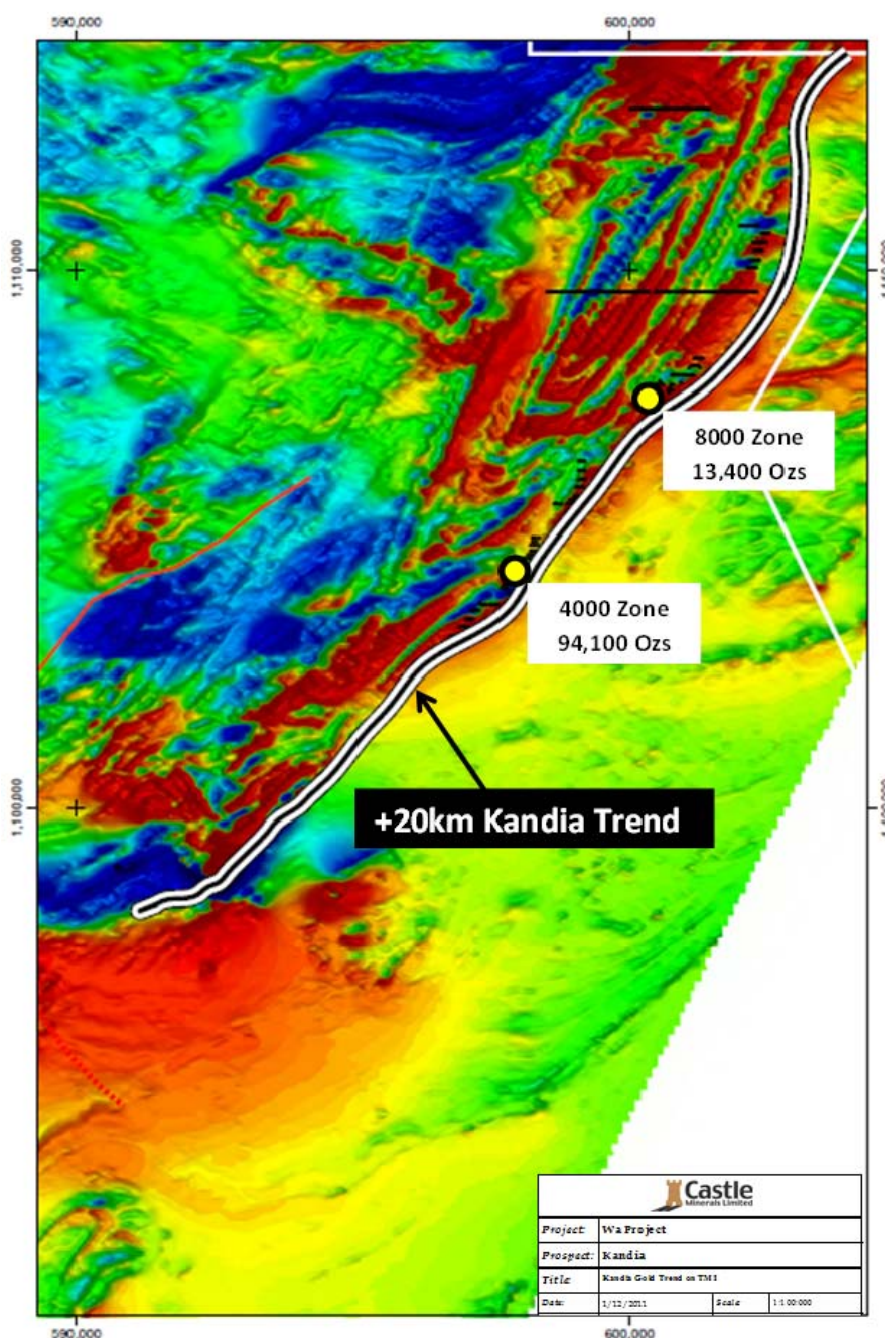 590,000
600,000
1,110,000
8000 Zone
13,400 Ozs
4000 Zone
94,100 Ozs
+20km Kandia Trend
1,100,000
Castle
Minerals Limited
Project: Wa Project
Prospect: Kandia
Title: Kandia Gold Trend on TMI
Date: 1/12/2011 Scale 1:1 00:000
590,000
600,000